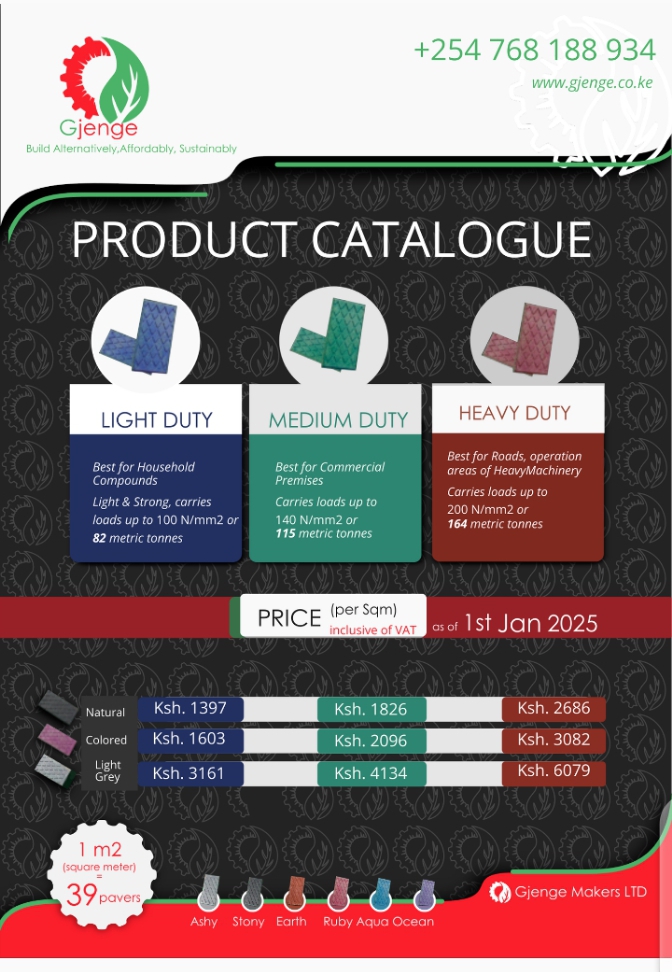 +254 768 188 934
www.gjenge.co.ke
Gjenge
Build Alternatively,Affordably, Sustainably
PRODUCT CATALOGUE
LIGHT DUTY
Best for Household
Compounds
Light & Strong, carries
loads up to 100 N/mm2 or
82 metric tonnes
MEDIUM DUTY
Best for Commercial
Premises
Carries loads up to
140 N/mm2 or
115 metric tonnes
HEAVY DUTY
Best for Roads, operation
areas of HeavyMachinery
Carries loads up to
200 N/mm2 or
164 metric tonnes
PRICE (per Sqm)
inclusive of VAT
as of 1st Jan 2025
Natural Ksh. 1397 Ksh. 1826 Ksh. 2686
Colored Ksh. 1603 Ksh. 2096 Ksh. 3082
Light
Grey
Ksh. 3161 Ksh. 4134 Ksh. 6079
1 m2
(square meter)
=
39 pavers
Ashy Stony Earth Ruby Aqua Ocean
Gjenge Makers LTD